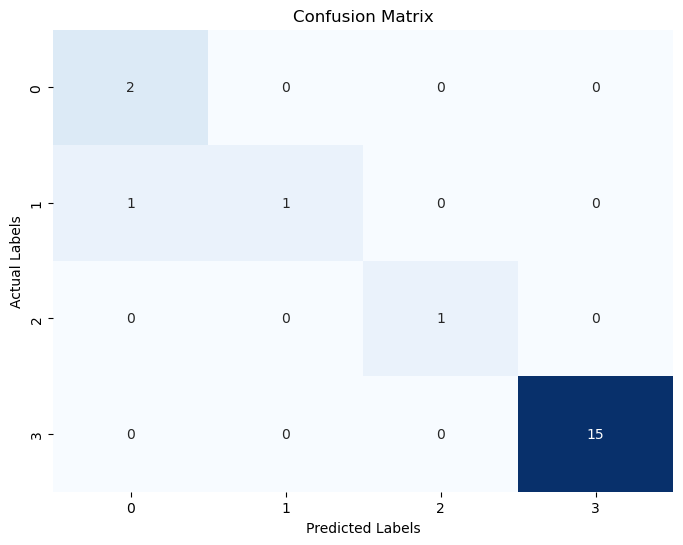 Confusion Matrix
Actual Labels
0 2 0 0 0
1 1 1 0 0
2 0 0 1 0
3 0 0 0 15
0 1 2 3
Predicted Labels